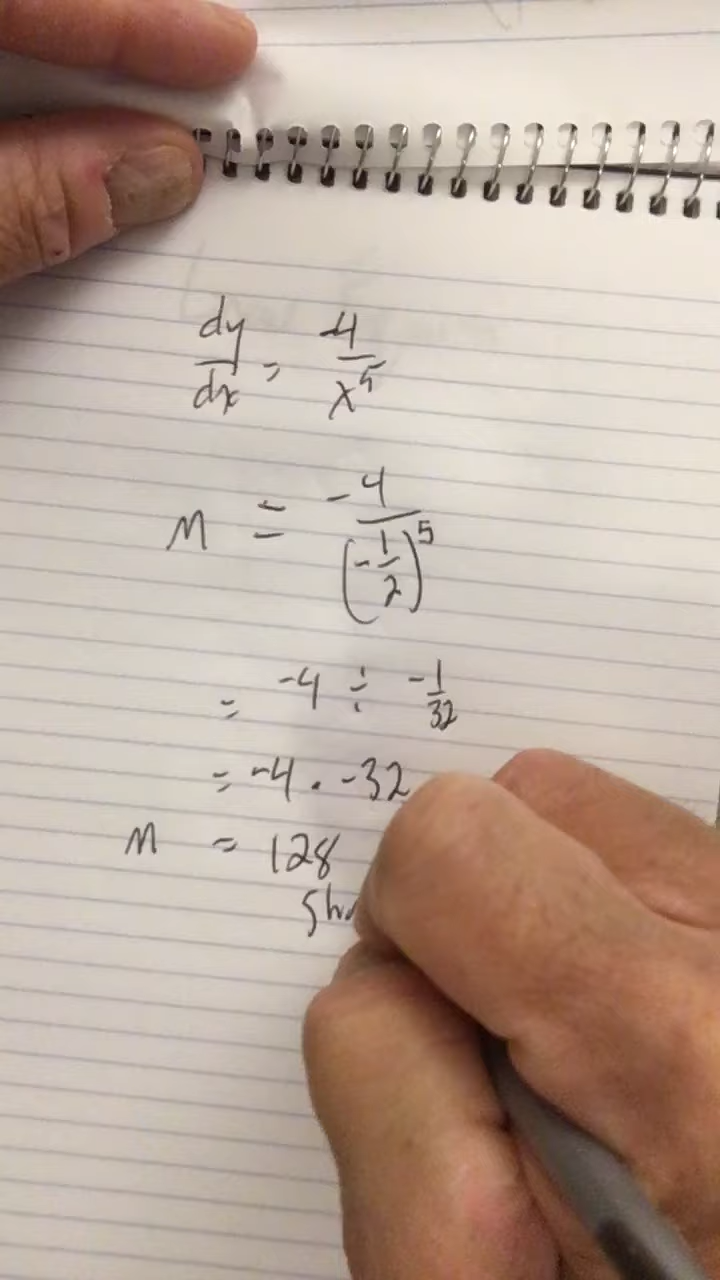 dy/dx = -4/x^5
M = -4/(-1/2)^5
= -4 ÷ -1/32
= -4 . -32
M = 128